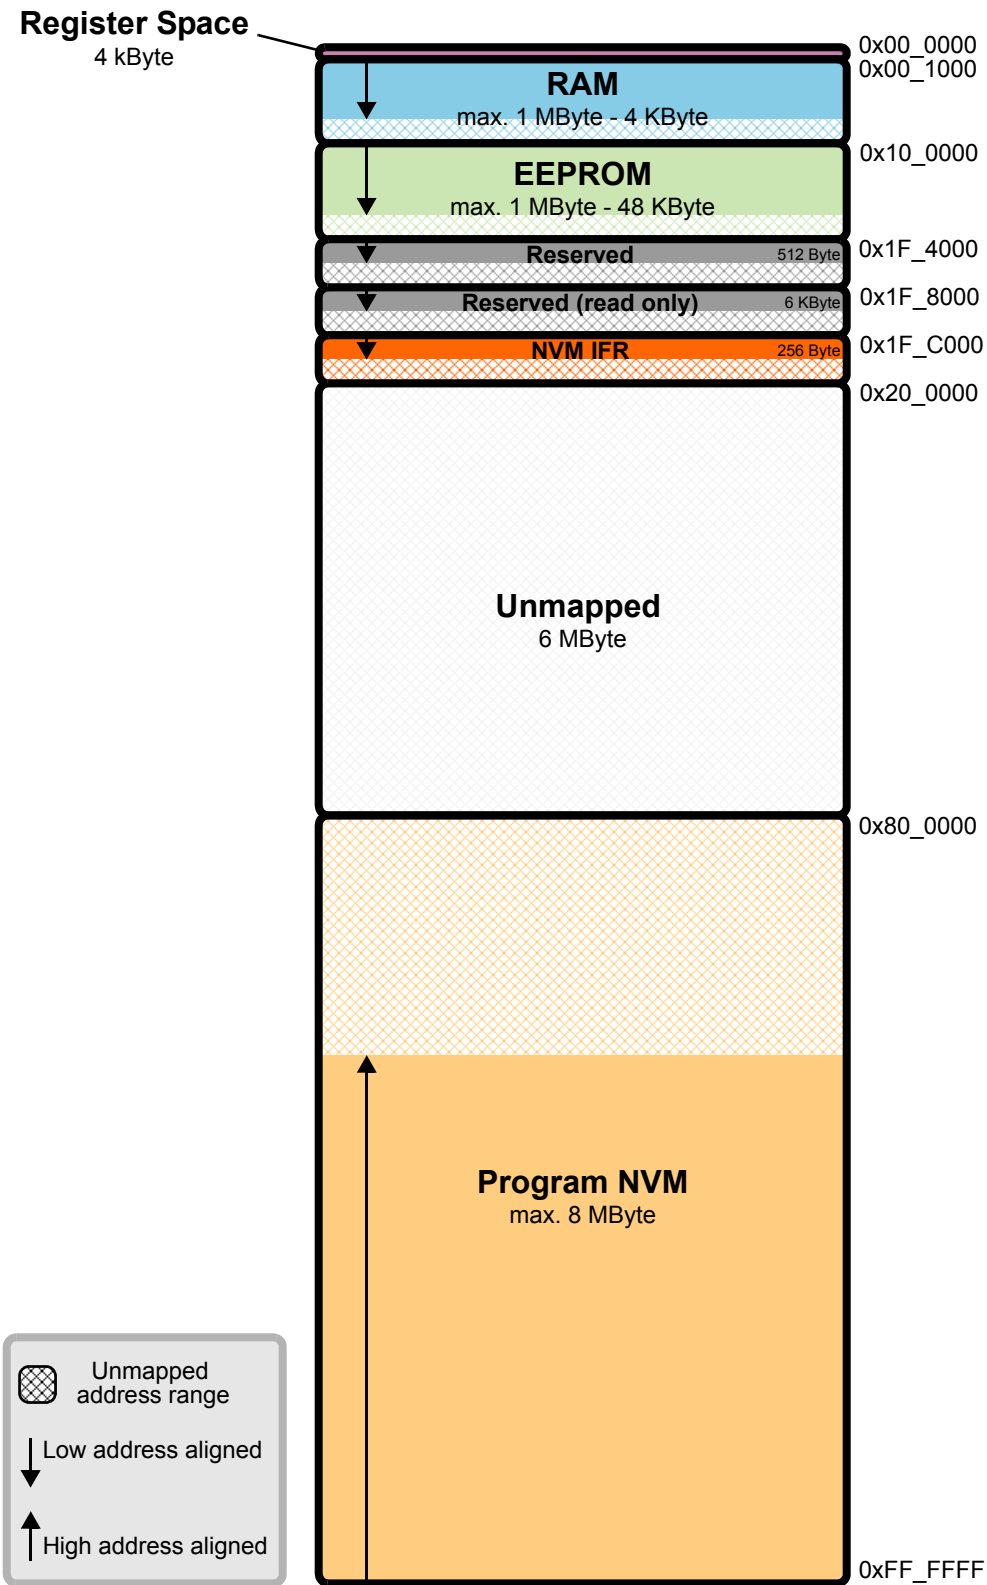 Register Space
4 kByte
0x00_0000
0x00_1000
RAM
max. 1 MByte - 4 KByte
0x10_0000
EEPROM
max. 1 MByte - 48 KByte
0x1F_4000
Reserved
512 Byte
0x1F_8000
Reserved (read only)
6 KByte
0x1F_C000
NVM IFR
256 Byte
0x20_0000
Unmapped
6 MByte
0x80_0000
Program NVM
max. 8 MByte
Unmapped
address range
Low address aligned
High address aligned
0xFF_FFFF